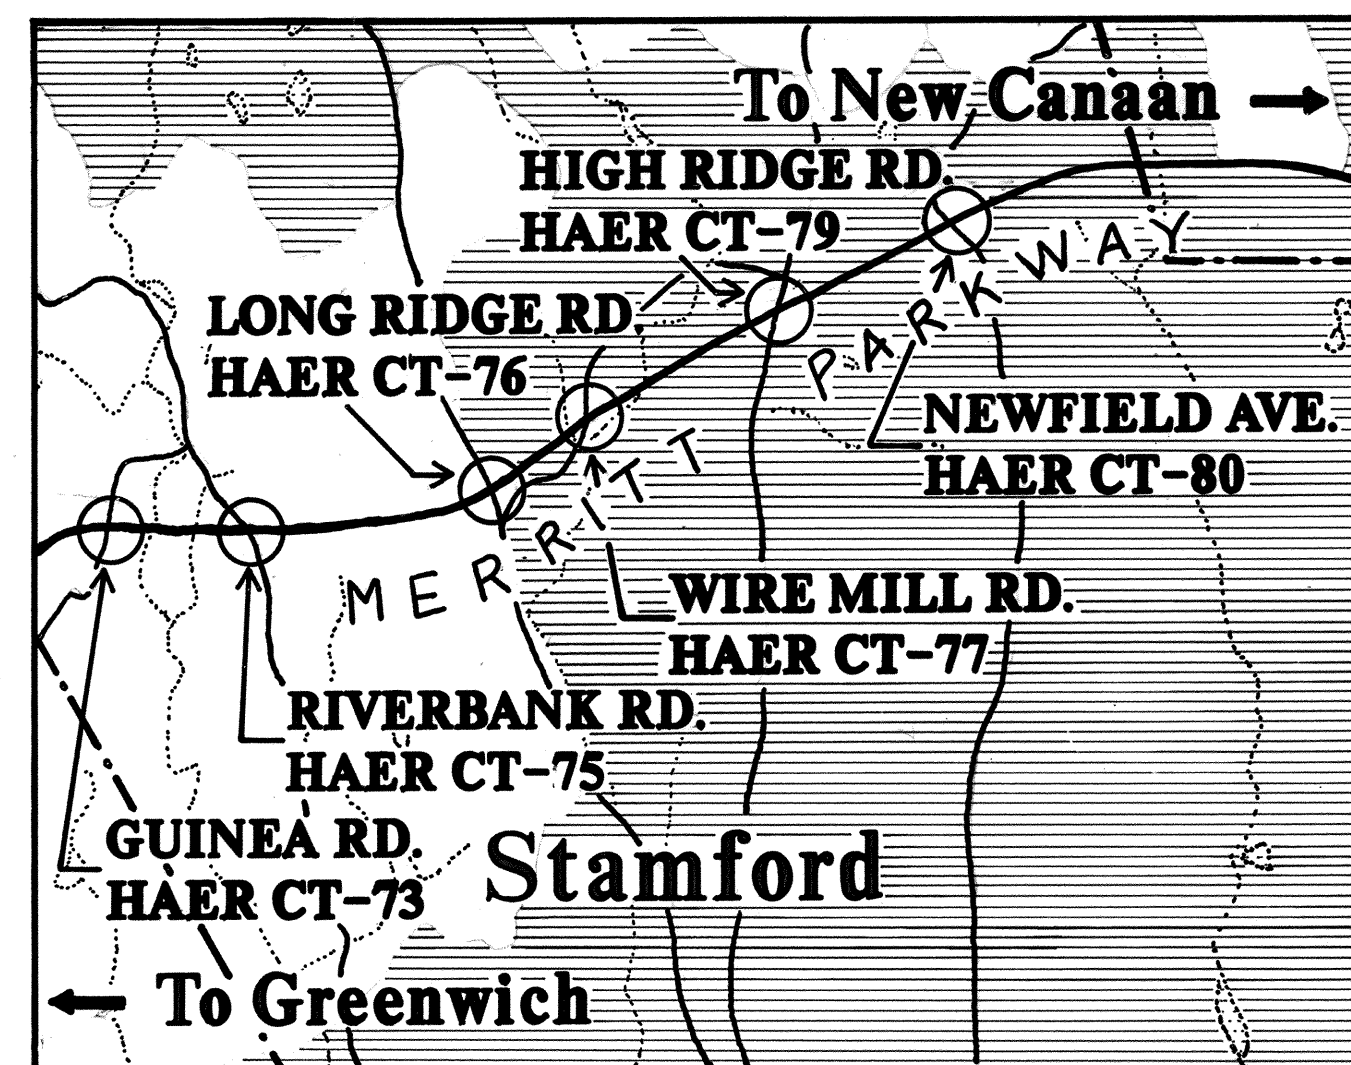 To New Canaan
HIGH RIDGE RD.
HAER CT-79
LONG RIDGE RD.
HAER CT-76
MERRITT PARKWAY
NEWFIELD AVE.
HAER CT-80
WIRE MILL RD.
HAER CT-77
RIVERBANK RD.
HAER CT-75
GUINEA RD.
HAER CT-73
Stamford
To Greenwich